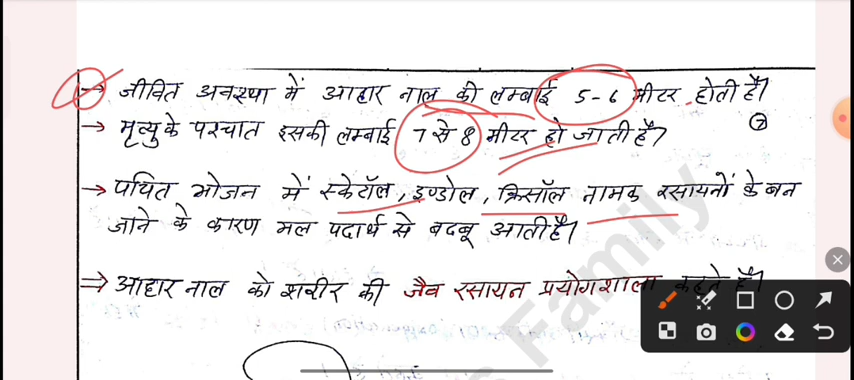 → जीवित अवस्था में आहार नाल की लम्बाई 5-6 मीटर होती है।
→ मृत्यु के पश्चात इसकी लम्बाई 7 से 8 मीटर हो जाती है।
→ पचित भोजन में स्केटॉल, इण्डोल, क्रिसॉल नामक रसायनों के बन
जाने के कारण मल पदार्थ से बदबू आती है।
⇒ आहार नाल को शरीर की जैव रसायन प्रयोगशाला कहते है।
Family